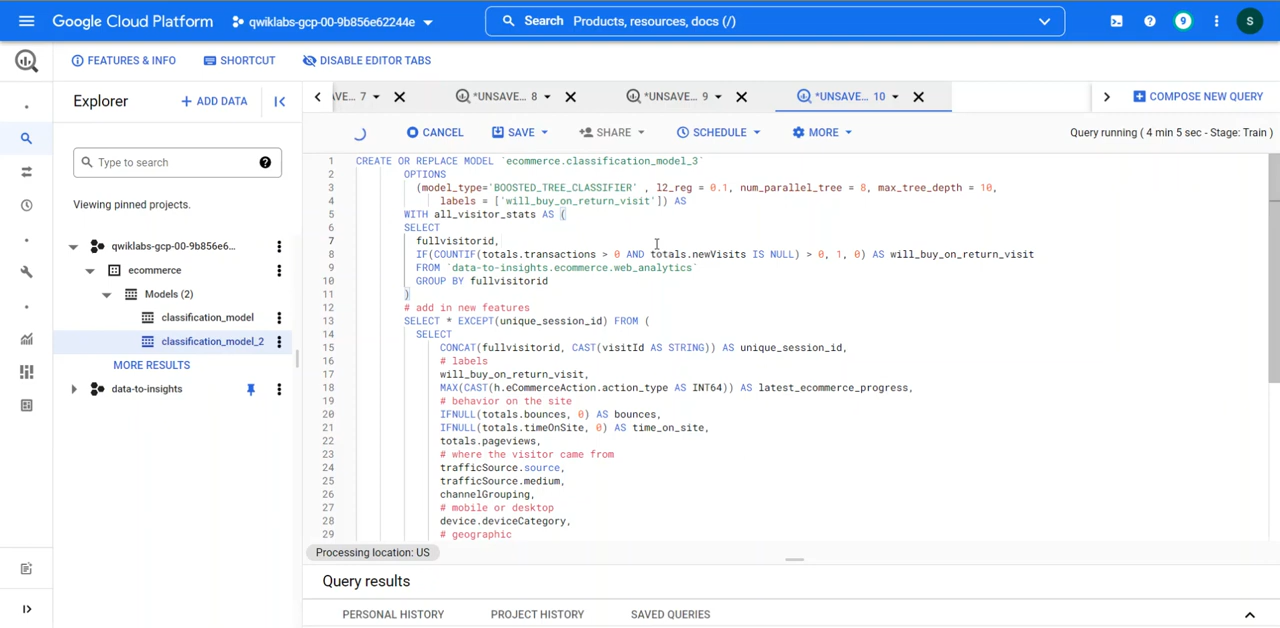 Google Cloud Platform
qwiklabs-gcp-00-9b856e62244e
Search Products, resources, docs (/)
9
S
FEATURES & INFO
SHORTCUT
DISABLE EDITOR TABS
Explorer
+ ADD DATA
VE... 7
*UNSAVE... 8
*UNSAVE... 9
*UNSAVE... 10
COMPOSE NEW QUERY
CANCEL
SAVE
SHARE
SCHEDULE
MORE
Query running ( 4 min 5 sec - Stage: Train )
Type to search
Viewing pinned projects.
qwiklabs-gcp-00-9b856e6...
ecommerce
Models (2)
classification_model
classification_model_2
MORE RESULTS
data-to-insights
1 CREATE OR REPLACE MODEL `ecommerce.classification_model_3`
2 OPTIONS
3 (model_type='BOOSTED_TREE_CLASSIFIER' , l2_reg = 0.1, num_parallel_tree = 8, max_tree_depth = 10,
4 labels = ['will_buy_on_return_visit']) AS
5 WITH all_visitor_stats AS (
6 SELECT
7 fullvisitorid,
8 IF(COUNTIF(totals.transactions > 0 AND totals.newVisits IS NULL) > 0, 1, 0) AS will_buy_on_return_visit
9 FROM `data-to-insights.ecommerce.web_analytics`
10 GROUP BY fullvisitorid
11 )
12 # add in new features
13 SELECT * EXCEPT(unique_session_id) FROM (
14 SELECT
15 CONCAT(fullvisitorid, CAST(visitId AS STRING)) AS unique_session_id,
16 # labels
17 will_buy_on_return_visit,
18 MAX(CAST(h.eCommerceAction.action_type AS INT64)) AS latest_ecommerce_progress,
19 # behavior on the site
20 IFNULL(totals.bounces, 0) AS bounces,
21 IFNULL(totals.timeOnSite, 0) AS time_on_site,
22 totals.pageviews,
23 # where the visitor came from
24 trafficSource.source,
25 trafficSource.medium,
26 channelGrouping,
27 # mobile or desktop
28 device.deviceCategory,
29 # geographic
Processing location: US
Query results
PERSONAL HISTORY
PROJECT HISTORY
SAVED QUERIES